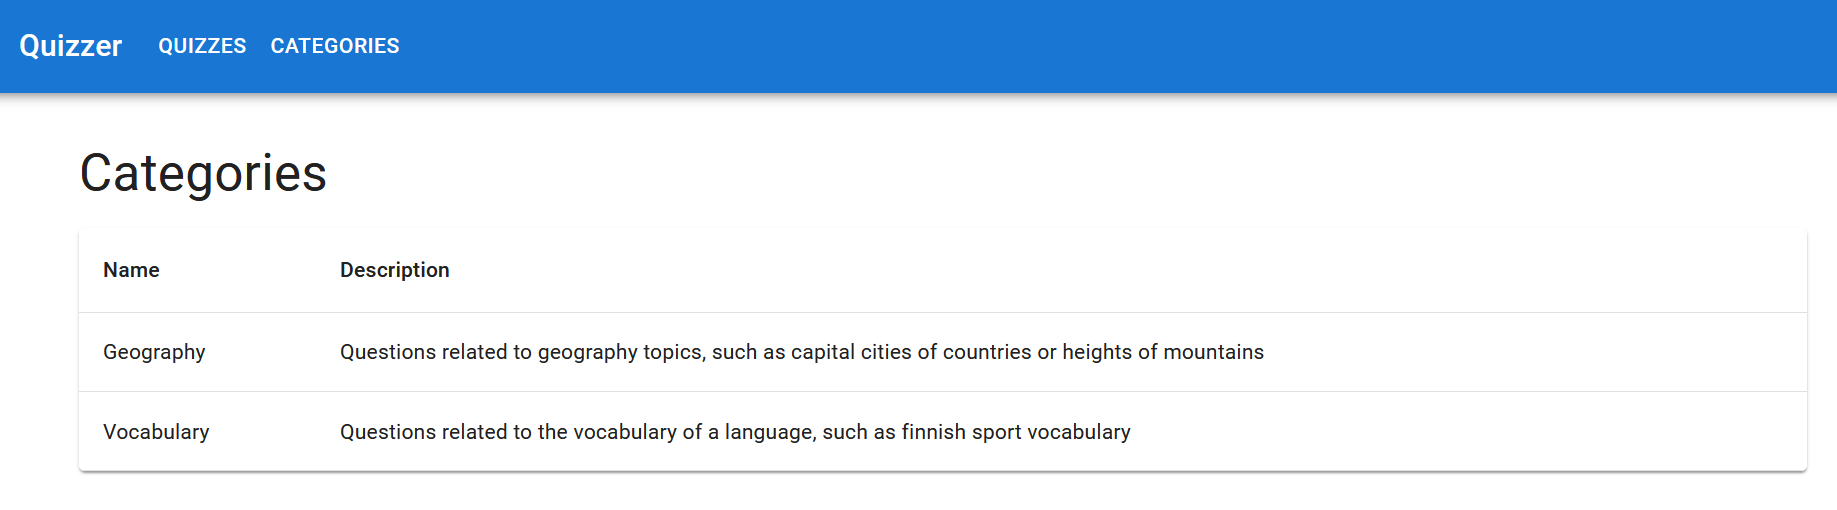 Quizzer QUIZZES CATEGORIES
Categories
Name Description
Geography Questions related to geography topics, such as capital cities of countries or heights of mountains
Vocabulary Questions related to the vocabulary of a language, such as finnish sport vocabulary